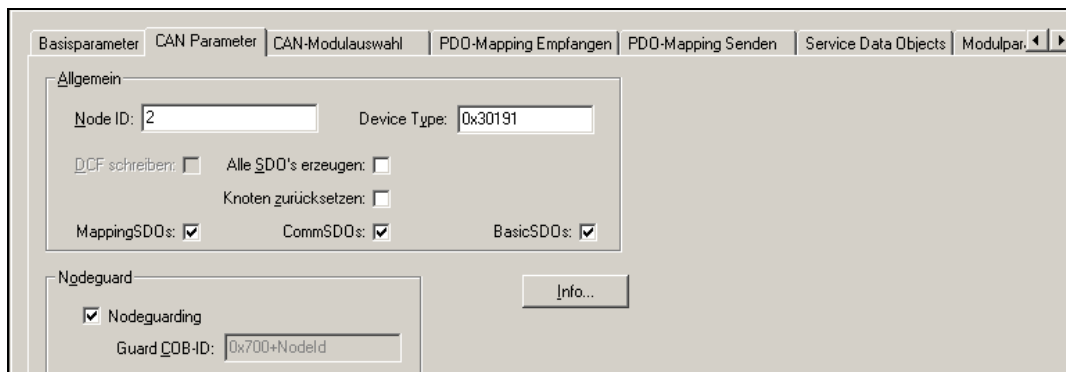 Basisparameter CAN Parameter CAN-Modulauswahl PDO-Mapping Empfangen PDO-Mapping Senden Service Data Objects Modulpar
Allgemein
Node ID: 2 Device Type: 0x30191
DCF schreiben: Alle SDO's erzeugen:
Knoten zurücksetzen:
MappingSDOs: CommSDOs: BasicSDOs:
Nodeguard
Info...
Nodeguarding
Guard COB-ID: 0x700+NodeId